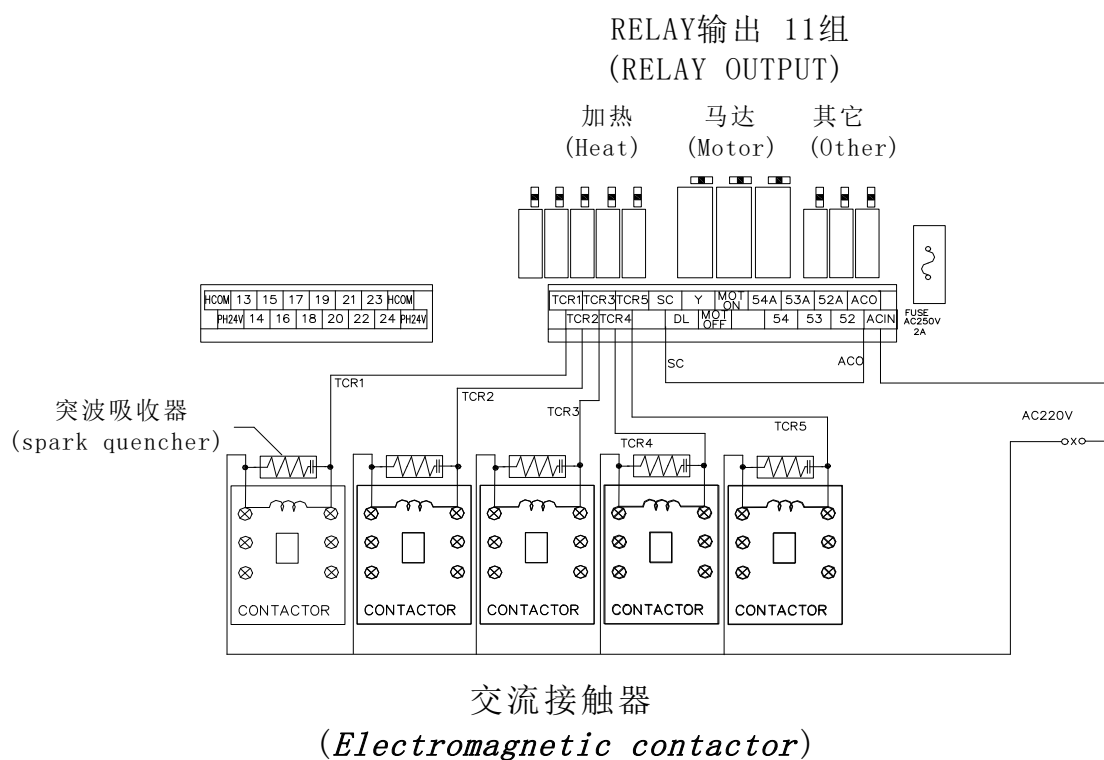 RELAY输出 11组
(RELAY OUTPUT)
加热 马达 其它
(Heat) (Motor) (Other)
HCOM 13 15 17 19 21 23 HCOM
PH24V 14 16 18 20 22 24 PH24V
TCR1 TCR3 TCR5 SC Y MOT ON 54A 53A 52A ACO
TCR2 TCR4 DL MOT OFF 54 53 52 ACIN
FUSE
AC250V
2A
SC
ACO
TCR1
TCR2
TCR3
TCR4
TCR5
AC220V
突波吸收器
(spark quencher)
CONTACTOR CONTACTOR CONTACTOR CONTACTOR CONTACTOR
交流接触器
(Electromagnetic contactor)